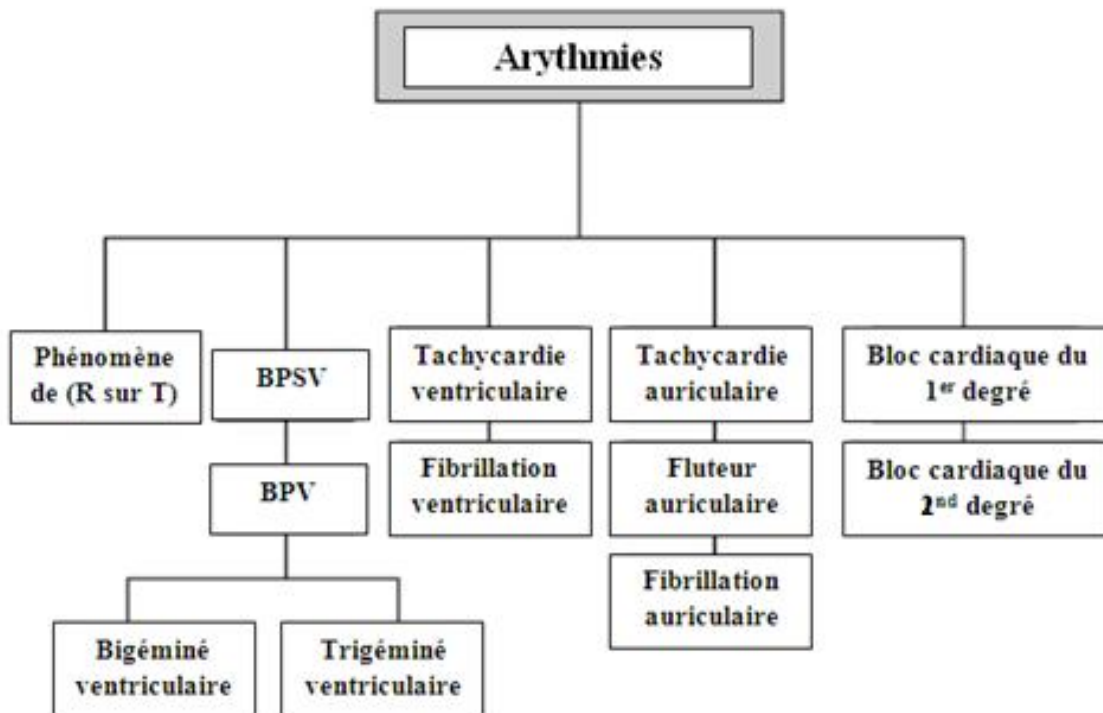 Arythmies
Phénomène
de (R sur T)
BPSV
BPV
Bigéminé
ventriculaire
Trigéminé
ventriculaire
Tachycardie
ventriculaire
Fibrillation
ventriculaire
Tachycardie
auriculaire
Fluteur
auriculaire
Fibrillation
auriculaire
Bloc cardiaque du
1er degré
Bloc cardiaque du
2nd degré